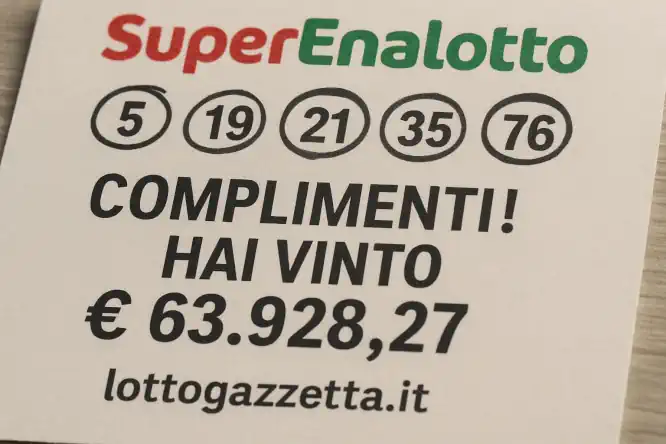 SuperEnalotto
5 19 21 35 76
COMPLIMENTI!
HAI VINTO
€ 63.928,27
lottogazzetta.it